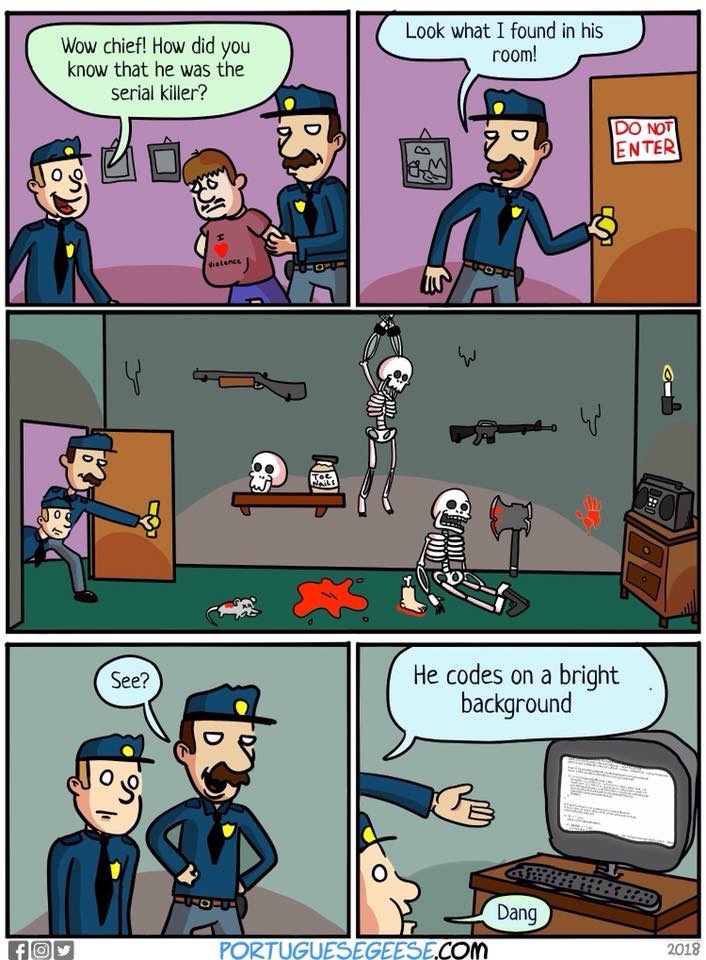 Wow chief! How did you
know that he was the
serial killer?
I
Violence
Look what I found in his
room!
DO NOT
ENTER
Toe
Nails
See?
He codes on a bright
background
Dang
PORTUGUESEGEESE.COM
2018